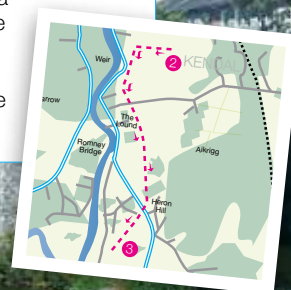 a
e
e
Weir
2
KENDAL
The
Lound
Romney
Bridge
Aikrigg
Heron
Hill
3